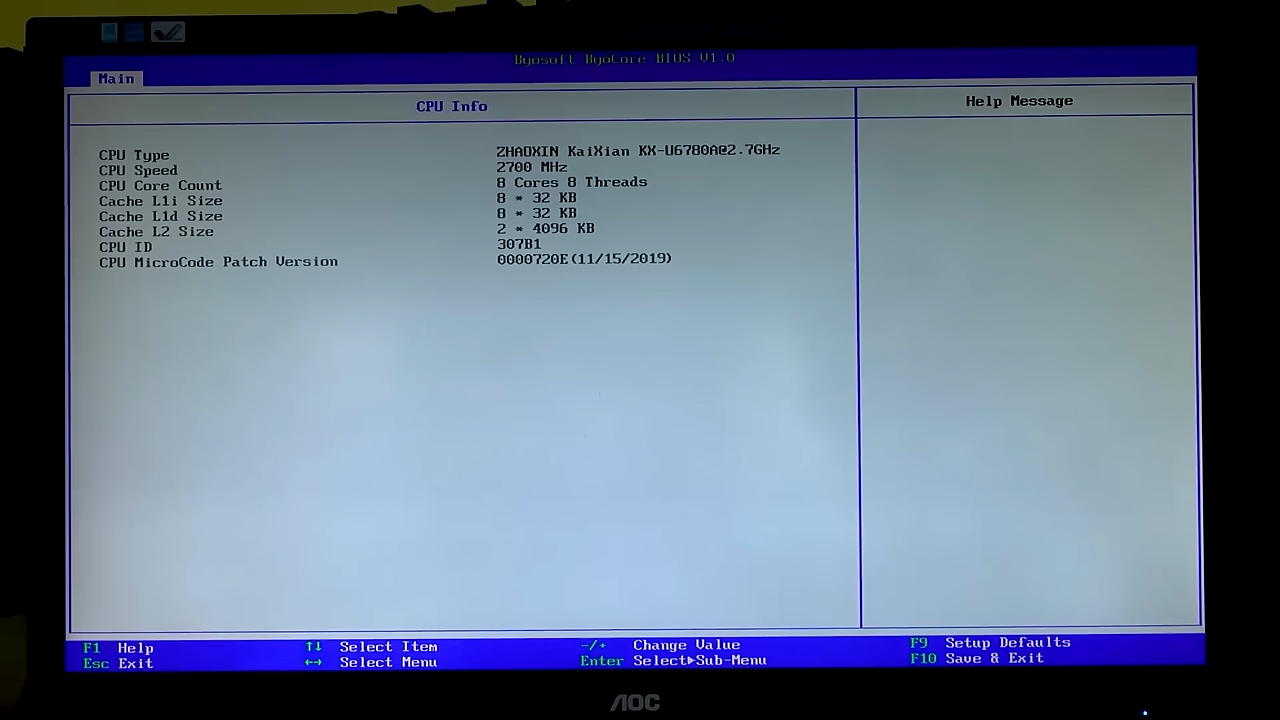 Byosoft ByoCore BIOS V1.0
Main
CPU Info
Help Message
CPU Type ZHAOXIN KaiXian KX-U6780A@2.7GHz
CPU Speed 2700 MHz
CPU Core Count 8 Cores 8 Threads
Cache L1i Size 8 * 32 KB
Cache L1d Size 8 * 32 KB
Cache L2 Size 2 * 4096 KB
CPU ID 307B1
CPU MicroCode Patch Version 0000720E(11/15/2019)
F1 Help ↑↓ Select Item -/+ Change Value F9 Setup Defaults
Esc Exit ↔ Select Menu Enter Select▶Sub-Menu F10 Save & Exit
AOC